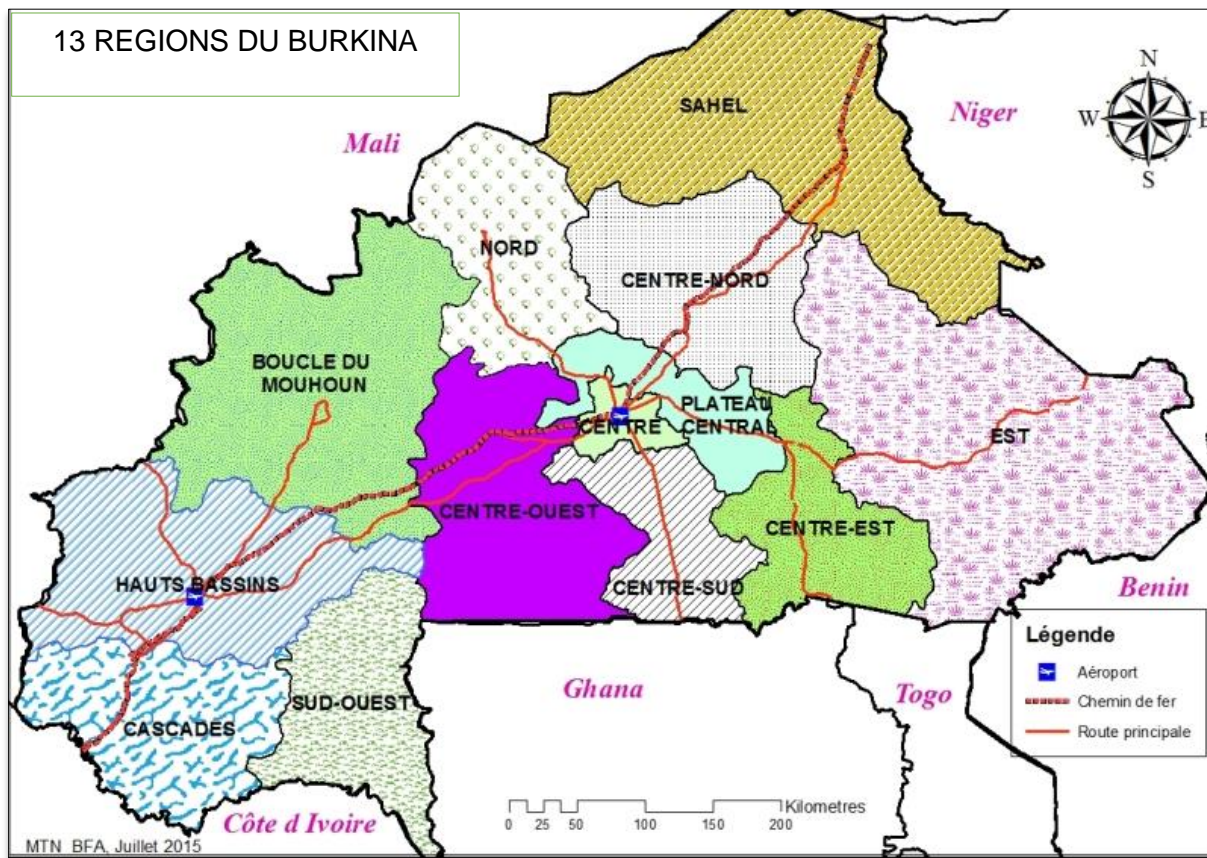 13 REGIONS DU BURKINA
N
W
E
S
SAHEL
Niger
Mali
NORD
CENTRE-NORD
BOUCLE DU
MOUHOUN
PLATEAU
CENTRAL
CENTRE
EST
CENTRE-OUEST
CENTRE-EST
HAUTS BASSINS
CENTRE-SUD
Benin
Légende
Aéroport
Chemin de fer
Route principale
Ghana
Togo
SUD-OUEST
CASCADES
Côte d Ivoire
Kilometres
0 25 50 100 150 200
MTN_BFA, Juillet 2015